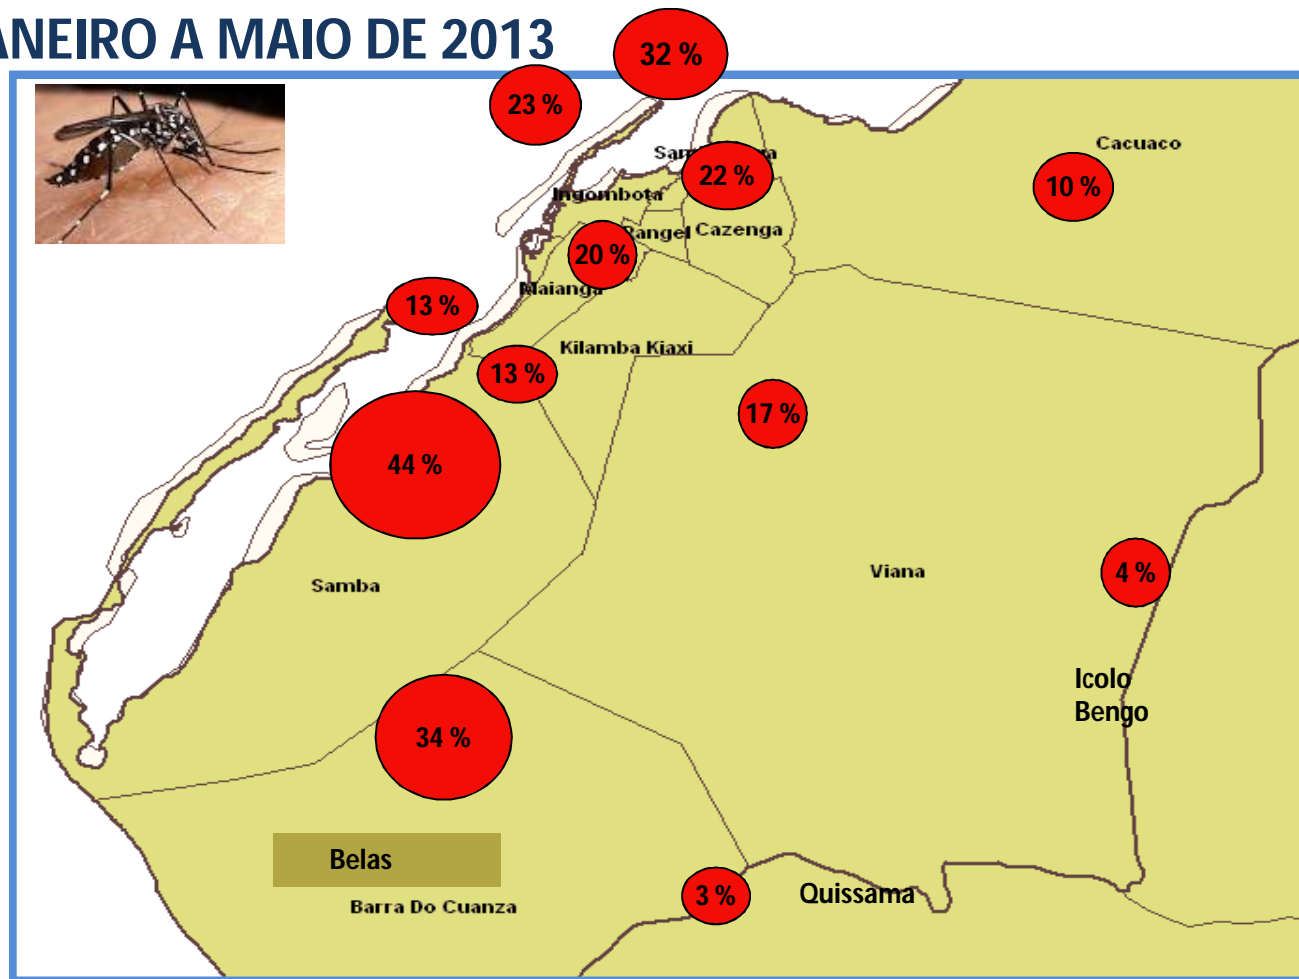 ANEIRO A MAIO DE 2013
32 %
23 %
Cacuaco
22 %
10 %
Ingombota
Rangel
Cazenga
20 %
Maianga
13 %
Kilamba Kiaxi
13 %
17 %
44 %
Viana
4 %
Samba
Icolo
Bengo
34 %
Belas
Quissama
3 %
Barra Do Cuanza